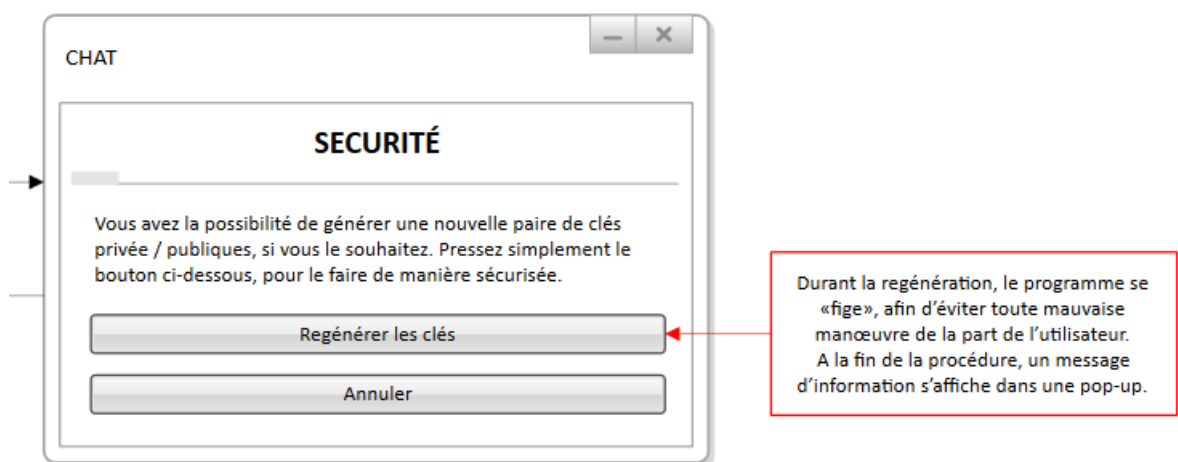 CHAT
SECURITÉ
Vous avez la possibilité de générer une nouvelle paire de clés
privée / publiques, si vous le souhaitez. Pressez simplement le
bouton ci-dessous, pour le faire de manière sécurisée.
Regénérer les clés
Annuler
Durant la regénération, le programme se
«fige», afin d’éviter toute mauvaise
manœuvre de la part de l’utilisateur.
A la fin de la procédure, un message
d’information s’affiche dans une pop-up.